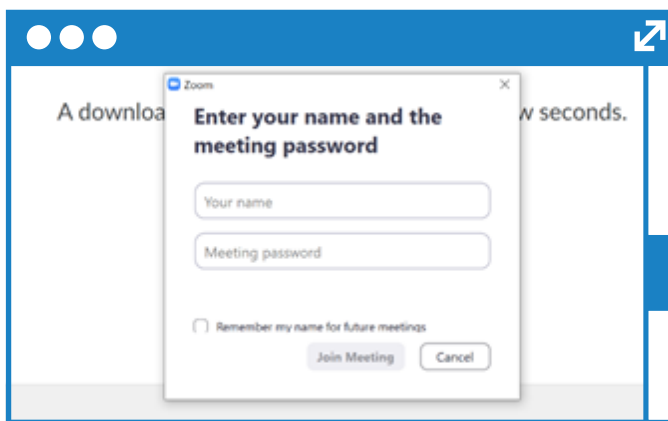 Zoom
A downloa
w seconds.
Enter your name and the
meeting password
Your name
Meeting password
Remember my name for future meetings
Join Meeting Cancel